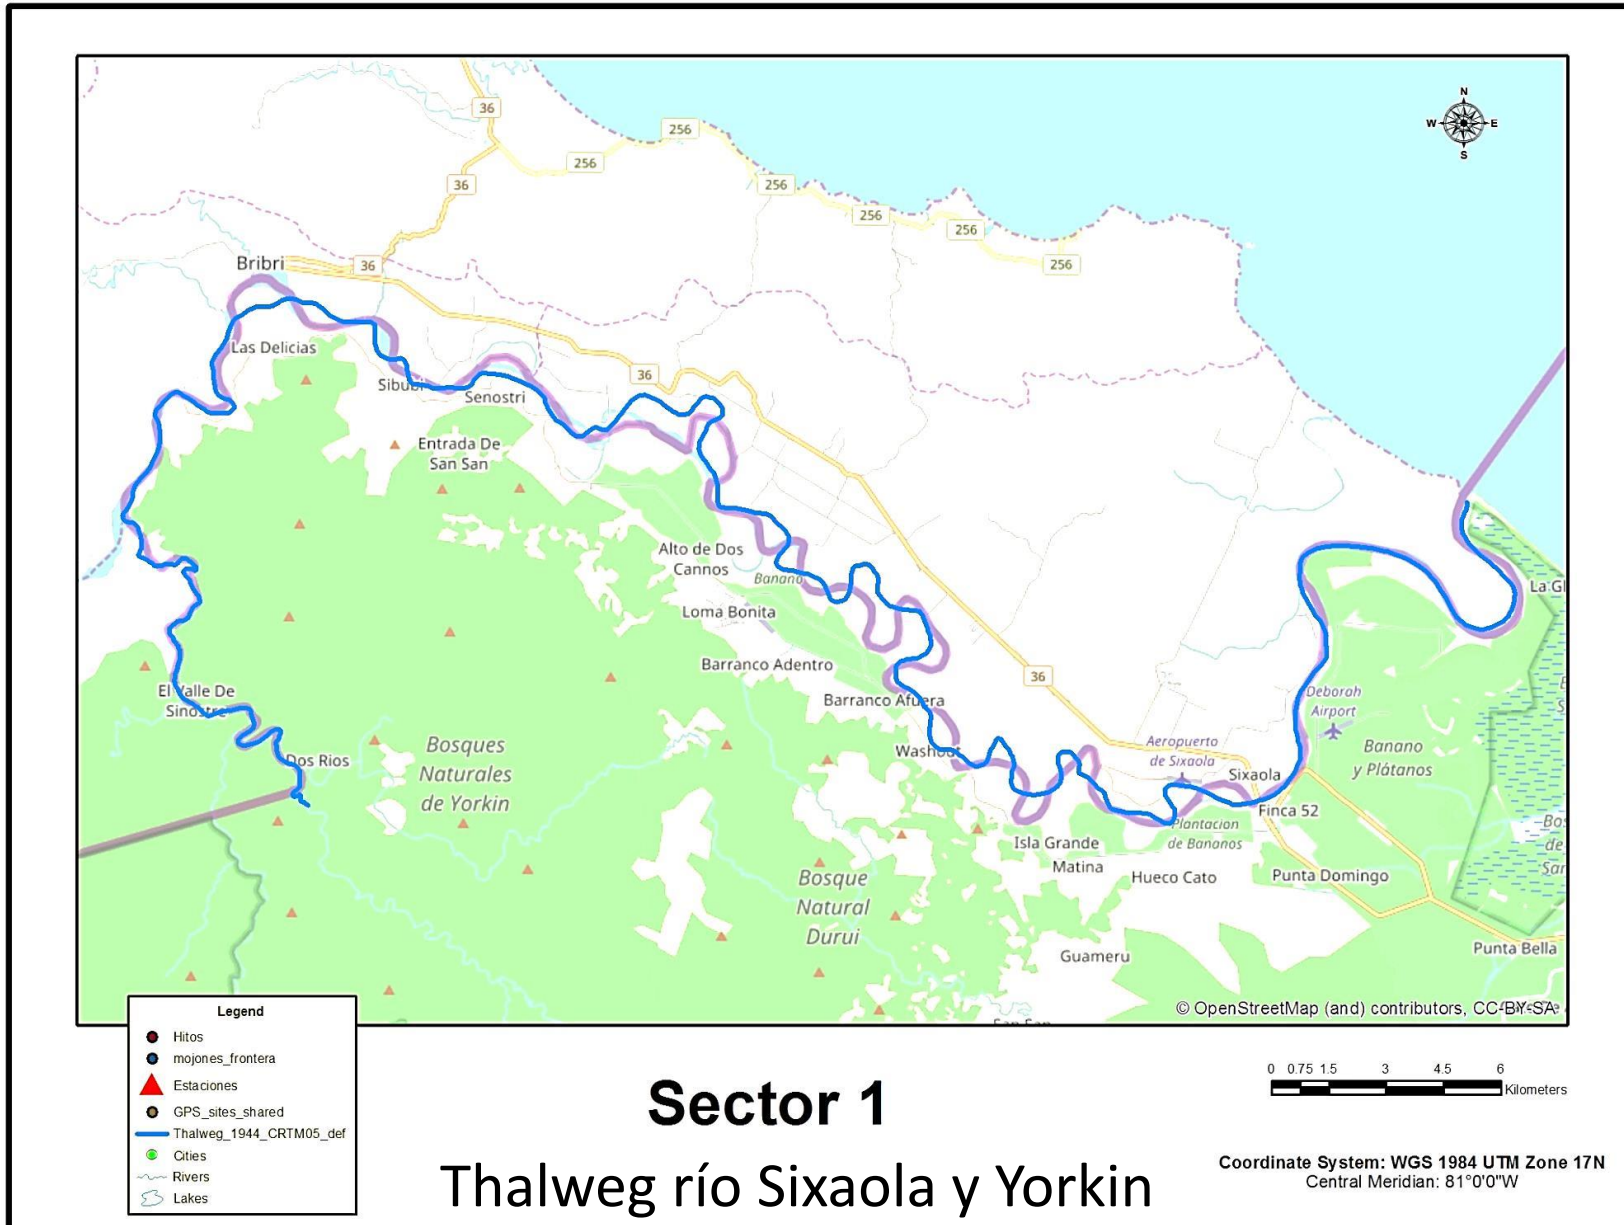 36
256
256
N
W E
S
36
256
256
256
Bribri
36
256
Las Delicias
36
Sibubi
Senostri
Entrada De
San San
Alto de Dos
Cannos
Banano
Loma Bonita
Barranco Adentro
36
El Valle De
Sinostre
Barranco Afuera
Deborah
Airport
Washout
Aeropuerto
de Sixaola
Dos Rios
Bosques
Naturales
de Yorkin
Sixaola
Banano
y Plátanos
Finca 52
Plantacion
de Bananos
Isla Grande
Matina
Hueco Cato
Punta Domingo
Bosque
Natural
Durui
Guameru
Punta Bella
© OpenStreetMap (and) contributors, CC-BY-SA
Legend
Hitos
mojones_frontera
Estaciones
GPS_sites_shared
Thalweg_1944_CRTM05_def
Cities
Rivers
Lakes
Sector 1
Thalweg río Sixaola y Yorkin
0 0.75 1.5 3 4.5 6
Kilometers
Coordinate System: WGS 1984 UTM Zone 17N
Central Meridian: 81°0'0"W